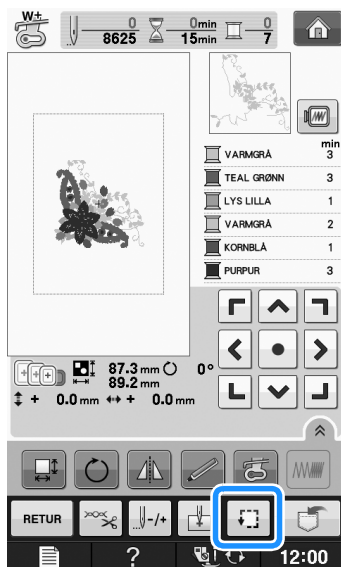 W+
0 0min 0
8625 15min 7
min
VARMGRÅ 3
TEAL GRØNN 3
LYS LILLA 1
VARMGRÅ 2
KORNBLÅ 1
PURPUR 3
87.3 mm 0°
89.2 mm
+ 0.0 mm + 0.0 mm
RETUR -/+
? 12:00